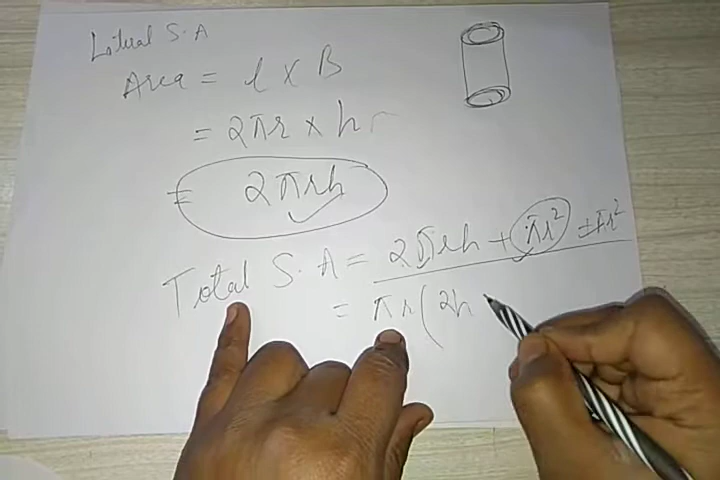 Lateral S.A
Area = l × B
= 2πr × h
= 2πrh
Total S.A = 2πrh + πr² + πr²
= πr(2h